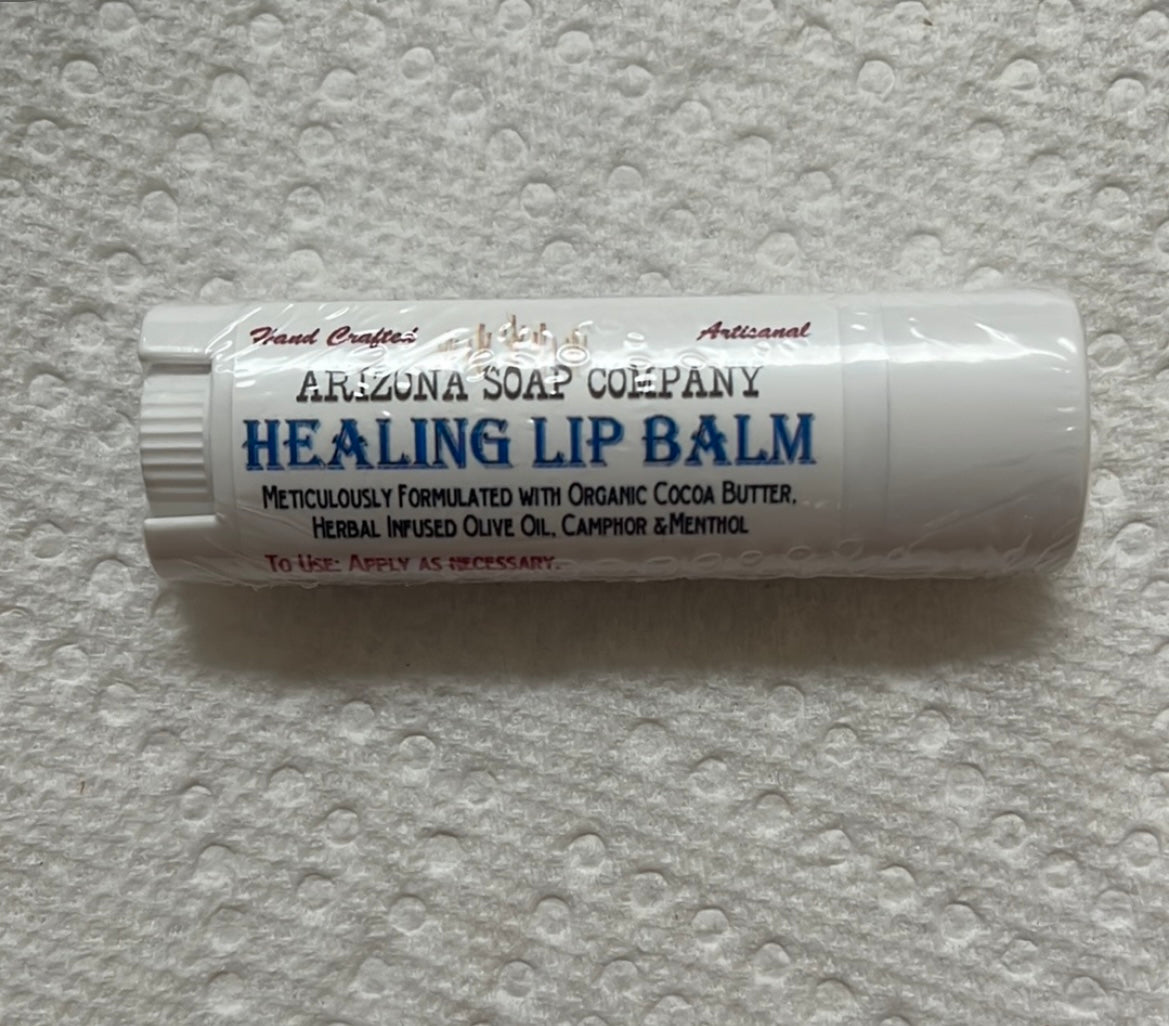 Hand Crafted Artisanal
ARIZONA SOAP COMPANY
HEALING LIP BALM
METICULOUSLY FORMULATED WITH ORGANIC COCOA BUTTER,
HERBAL INFUSED OLIVE OIL, CAMPHOR & MENTHOL
TO USE: APPLY AS NECESSARY.